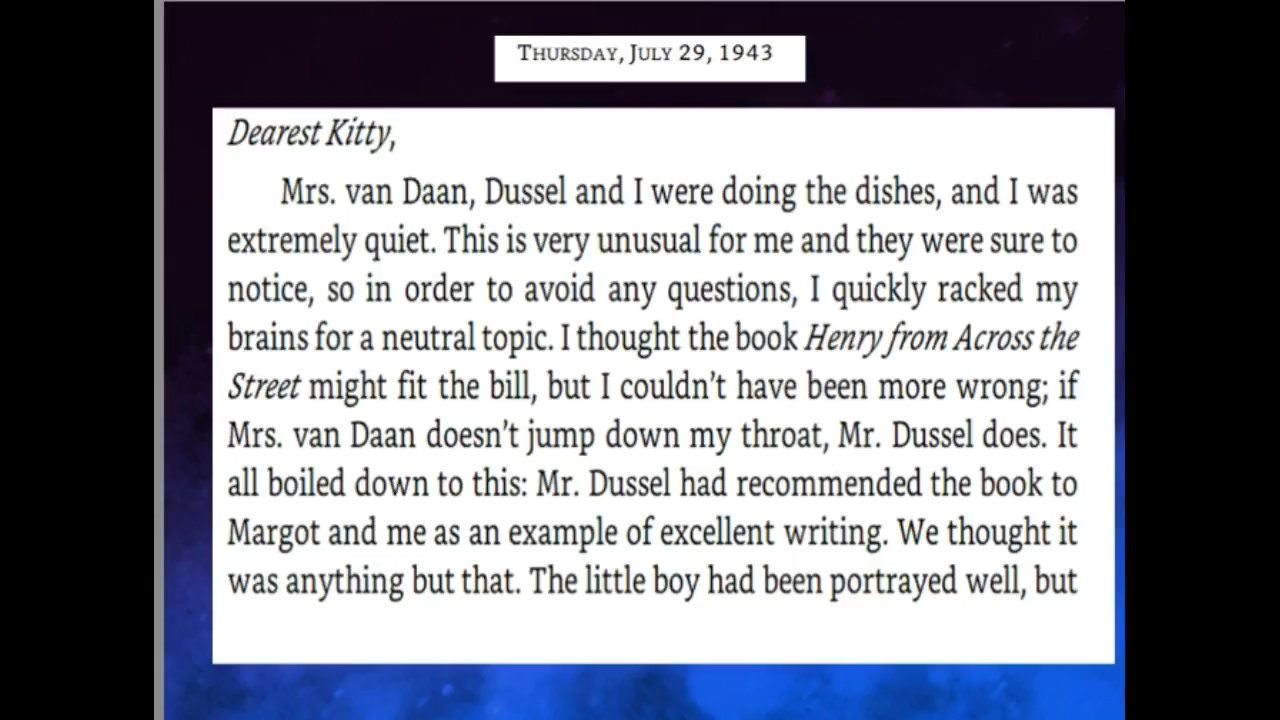 THURSDAY, JULY 29, 1943
Dearest Kitty,
Mrs. van Daan, Dussel and I were doing the dishes, and I was
extremely quiet. This is very unusual for me and they were sure to
notice, so in order to avoid any questions, I quickly racked my
brains for a neutral topic. I thought the book Henry from Across the
Street might fit the bill, but I couldn’t have been more wrong; if
Mrs. van Daan doesn’t jump down my throat, Mr. Dussel does. It
all boiled down to this: Mr. Dussel had recommended the book to
Margot and me as an example of excellent writing. We thought it
was anything but that. The little boy had been portrayed well, but